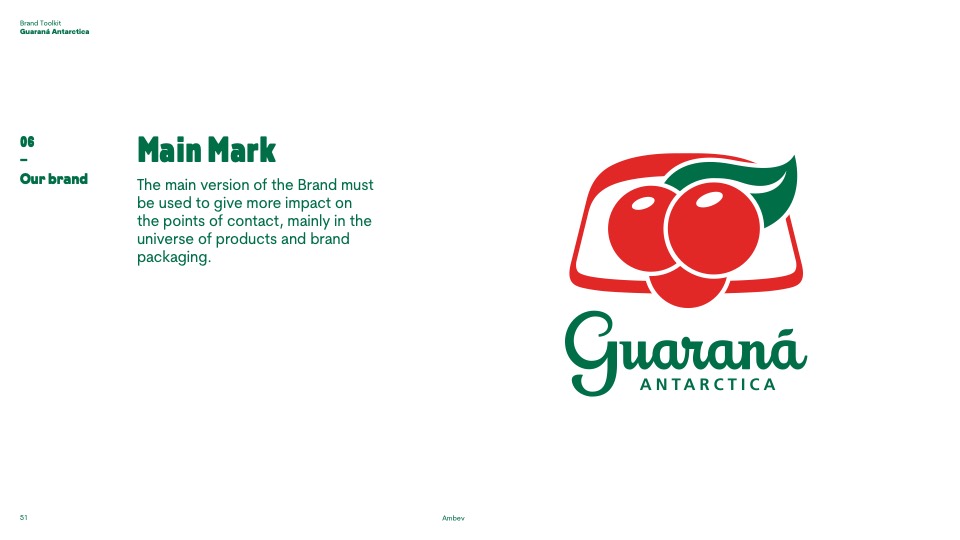 Brand Toolkit
Guaraná Antarctica
06
–
Our brand
Main Mark
The main version of the Brand must
be used to give more impact on
the points of contact, mainly in the
universe of products and brand
packaging.
Guaraná
ANTARCTICA
S1
Ambev